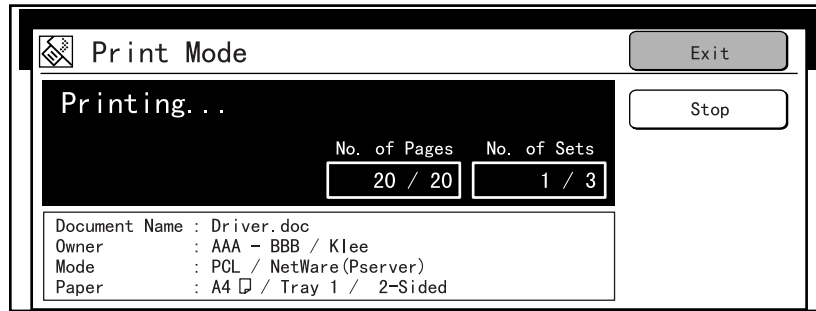 Print Mode
Exit
Printing...
Stop
No. of Pages No. of Sets
20 / 20 1 / 3
Document Name : Driver.doc
Owner : AAA - BBB / Klee
Mode : PCL / NetWare(Pserver)
Paper : A4 / Tray 1 / 2-Sided